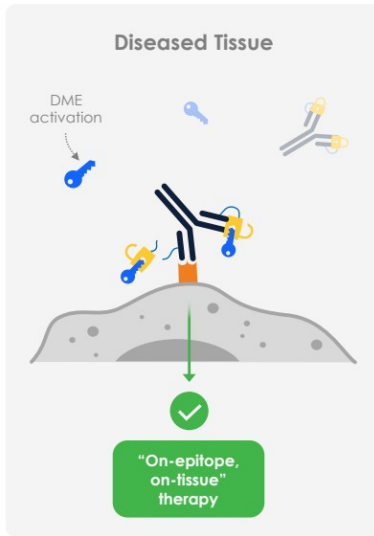 Diseased Tissue
DME
activation
“On-epitope,
on-tissue”
therapy